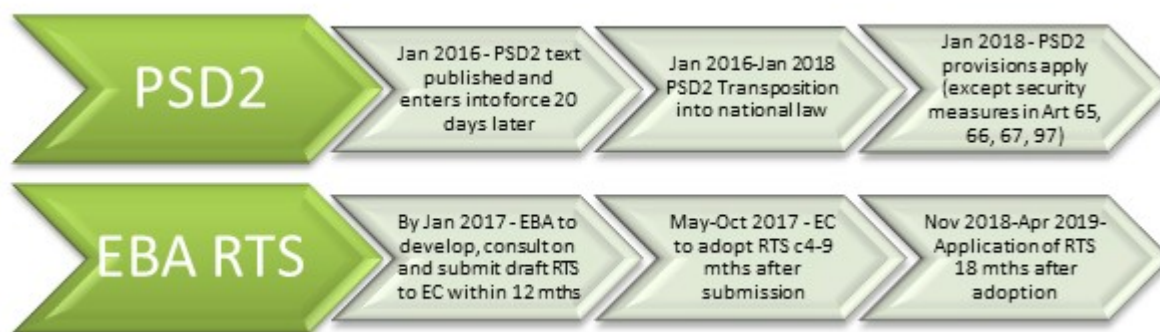 PSD2
Jan 2016 - PSD2 text
published and
enters into force 20
days later
Jan 2016-Jan 2018
PSD2 Transposition
into national law
Jan 2018 - PSD2
provisions apply
(except security
measures in Art 65,
66, 67, 97)
EBA RTS
By Jan 2017 - EBA to
develop, consult on
and submit draft RTS
to EC within 12 mths
May-Oct 2017 - EC
to adopt RTS c4-9
mths after
submission
Nov 2018-Apr 2019-
Application of RTS
18 mths after
adoption